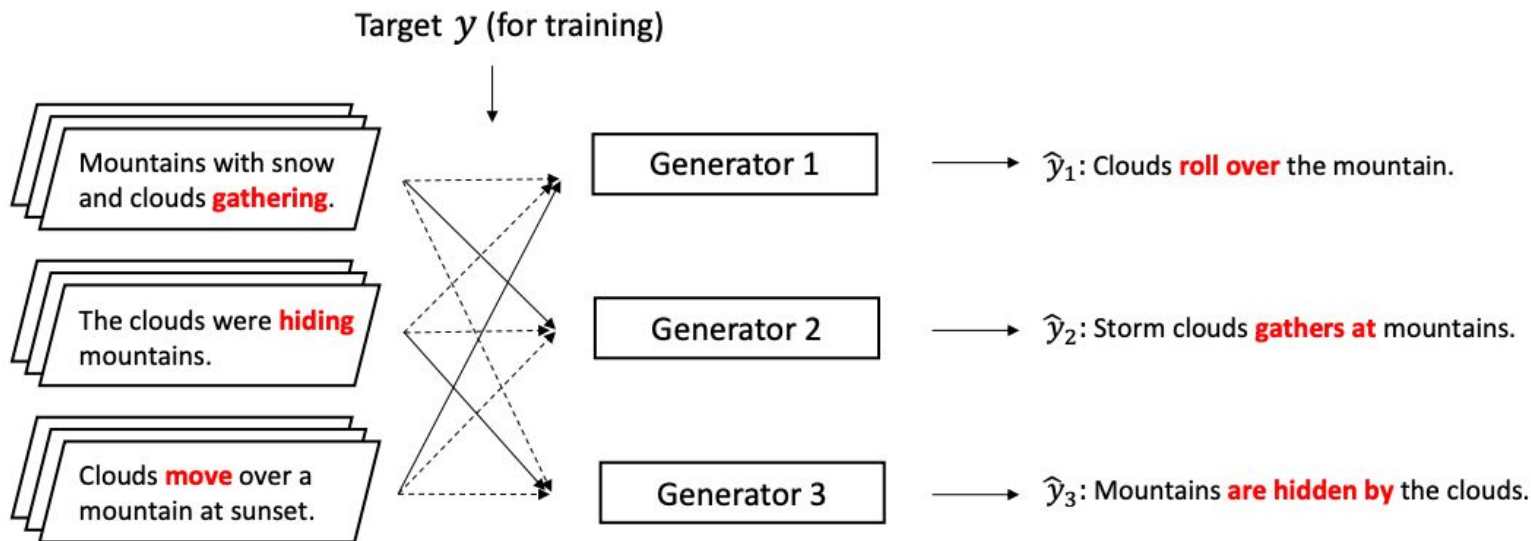 Target y (for training)
Mountains with snow
and clouds gathering.
Generator 1
ŷ₁: Clouds roll over the mountain.
The clouds were hiding
mountains.
Generator 2
ŷ₂: Storm clouds gathers at mountains.
Clouds move over a
mountain at sunset.
Generator 3
ŷ₃: Mountains are hidden by the clouds.